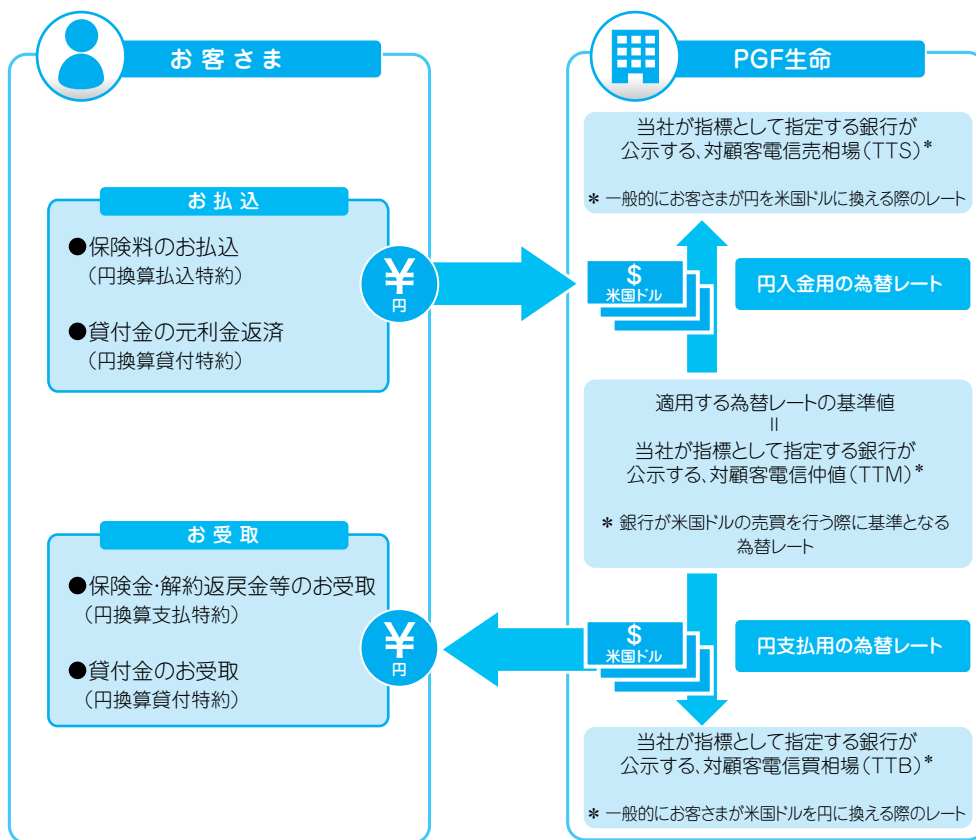 お客さま
お払込
●保険料のお払込
（円換算払込特約）
●貸付金の元利金返済
（円換算貸付特約）
¥
円
お受取
●保険金・解約返戻金等のお受取
（円換算支払特約）
●貸付金のお受取
（円換算貸付特約）
¥
円
PGF生命
当社が指標として指定する銀行が
公示する、対顧客電信売相場（TTS）*
* 一般的にお客さまが円を米国ドルに換える際のレート
$
米国ドル
円入金用の為替レート
適用する為替レートの基準値
=
当社が指標として指定する銀行が
公示する、対顧客電信仲値（TTM）*
* 銀行が米国ドルの売買を行う際に基準となる
為替レート
$
米国ドル
円支払用の為替レート
当社が指標として指定する銀行が
公示する、対顧客電信買相場（TTB）*
* 一般的にお客さまが米国ドルを円に換える際のレート